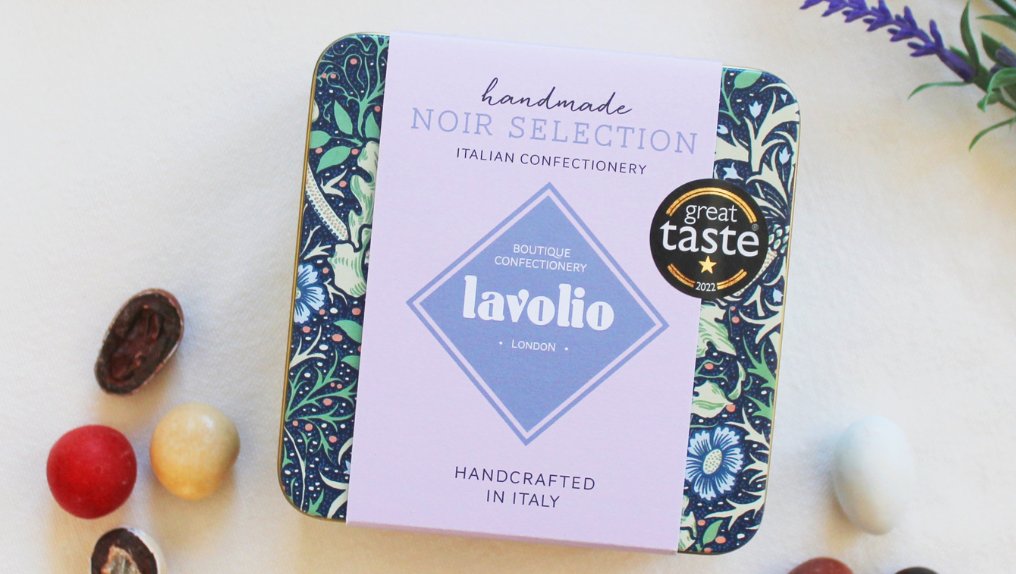 handmade
NOIR SELECTION
ITALIAN CONFECTIONERY
BOUTIQUE
CONFECTIONERY
lavolio
• LONDON •
great
taste®
2022
HANDCRAFTED
IN ITALY